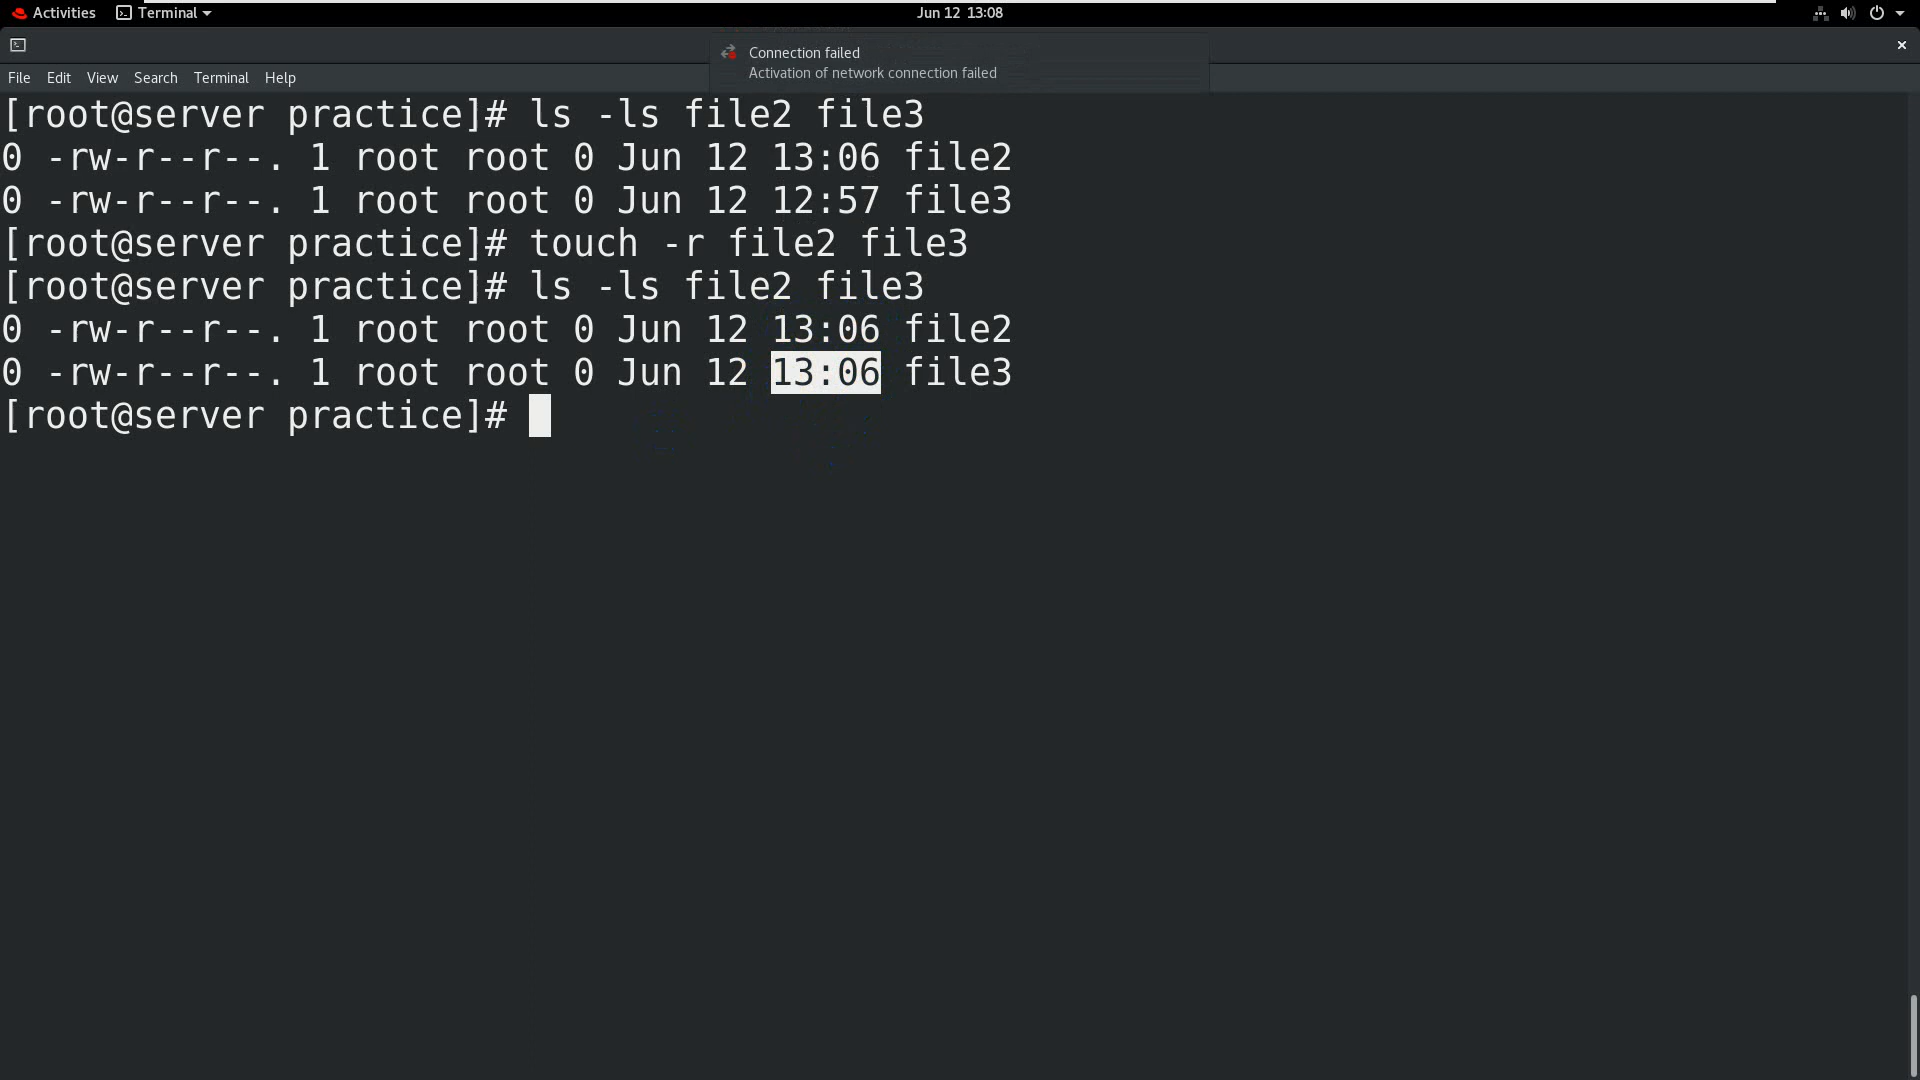 Activities Terminal Jun 12 13:08
Connection failed
Activation of network connection failed
File Edit View Search Terminal Help
[root@server practice]# ls -ls file2 file3
0 -rw-r--r--. 1 root root 0 Jun 12 13:06 file2
0 -rw-r--r--. 1 root root 0 Jun 12 12:57 file3
[root@server practice]# touch -r file2 file3
[root@server practice]# ls -ls file2 file3
0 -rw-r--r--. 1 root root 0 Jun 12 13:06 file2
0 -rw-r--r--. 1 root root 0 Jun 12 13:06 file3
[root@server practice]#